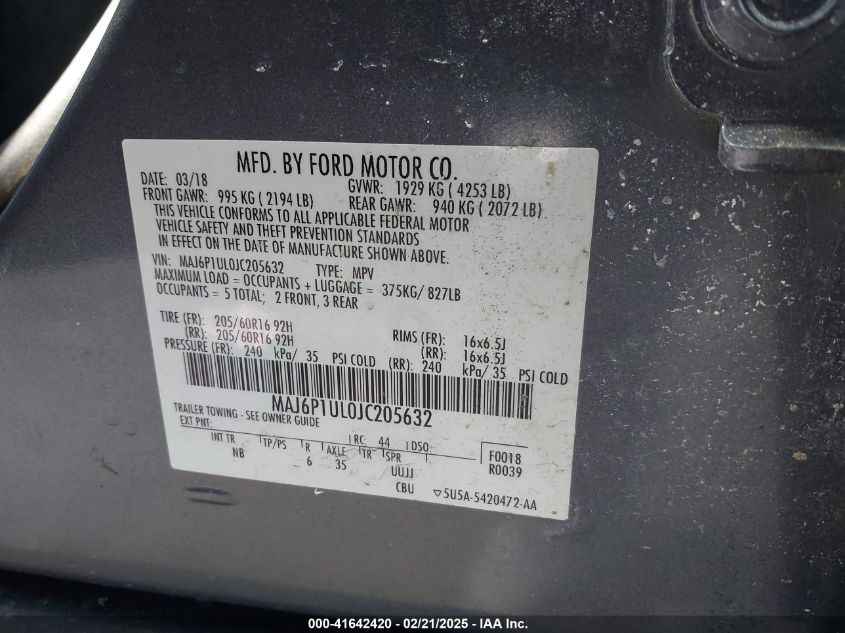 MFD. BY FORD MOTOR CO.
DATE: 03/18 GVWR: 1929 KG ( 4253 LB)
FRONT GAWR: 995 KG ( 2194 LB) REAR GAWR: 940 KG ( 2072 LB)
THIS VEHICLE CONFORMS TO ALL APPLICABLE FEDERAL MOTOR
VEHICLE SAFETY AND THEFT PREVENTION STANDARDS
IN EFFECT ON THE DATE OF MANUFACTURE SHOWN ABOVE.
VIN: MAJ6P1UL0JC205632 TYPE: MPV
MAXIMUM LOAD = OCCUPANTS + LUGGAGE = 375KG/ 827LB
OCCUPANTS = 5 TOTAL; 2 FRONT, 3 REAR
TIRE (FR): 205/60R16 92H RIMS (FR): 16x6.5J
(RR): 205/60R16 92H (RR): 16x6.5J
PRESSURE (FR): 240 kPa/ 35 PSI COLD (RR): 240 kPa/ 35 PSI COLD
MAJ6P1UL0JC205632
TRAILER TOWING - SEE OWNER GUIDE
EXT PNT: RC: 44 DSO: F0018
INT TR TP/PS R AXLE TR SPR R0039
NB 6 35 UUJJ
CBU 5U5A-5420472-AA
000-41642420 - 02/21/2025 - IAAI.com